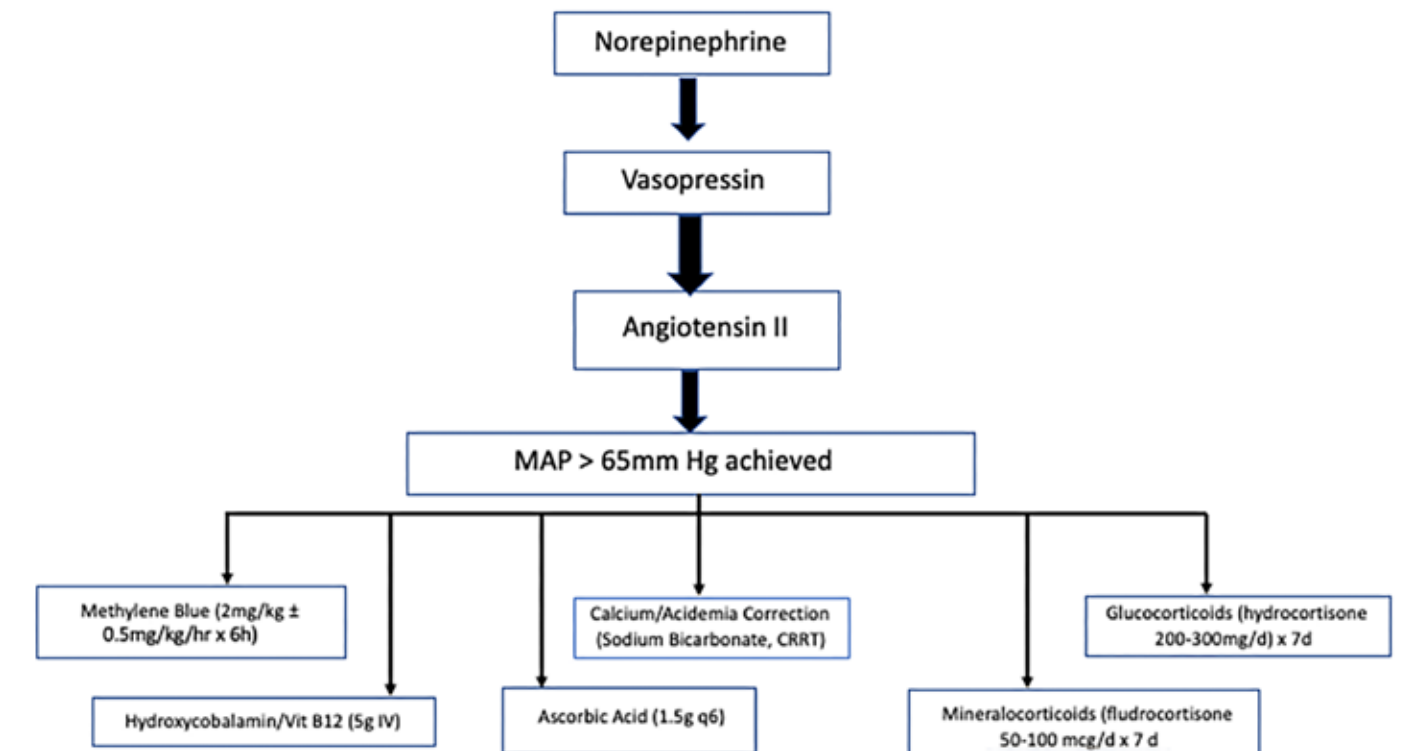 Norepinephrine
Vasopressin
Angiotensin II
MAP > 65mm Hg achieved
Methylene Blue (2mg/kg ±
0.5mg/kg/hr x 6h)
Calcium/Acidemia Correction
(Sodium Bicarbonate, CRRT)
Glucocorticoids (hydrocortisone
200-300mg/d) x 7d
Hydroxycobalamin/Vit B12 (5g IV)
Ascorbic Acid (1.5g q6)
Mineralocorticoids (fludrocortisone
50-100 mcg/d x 7 d